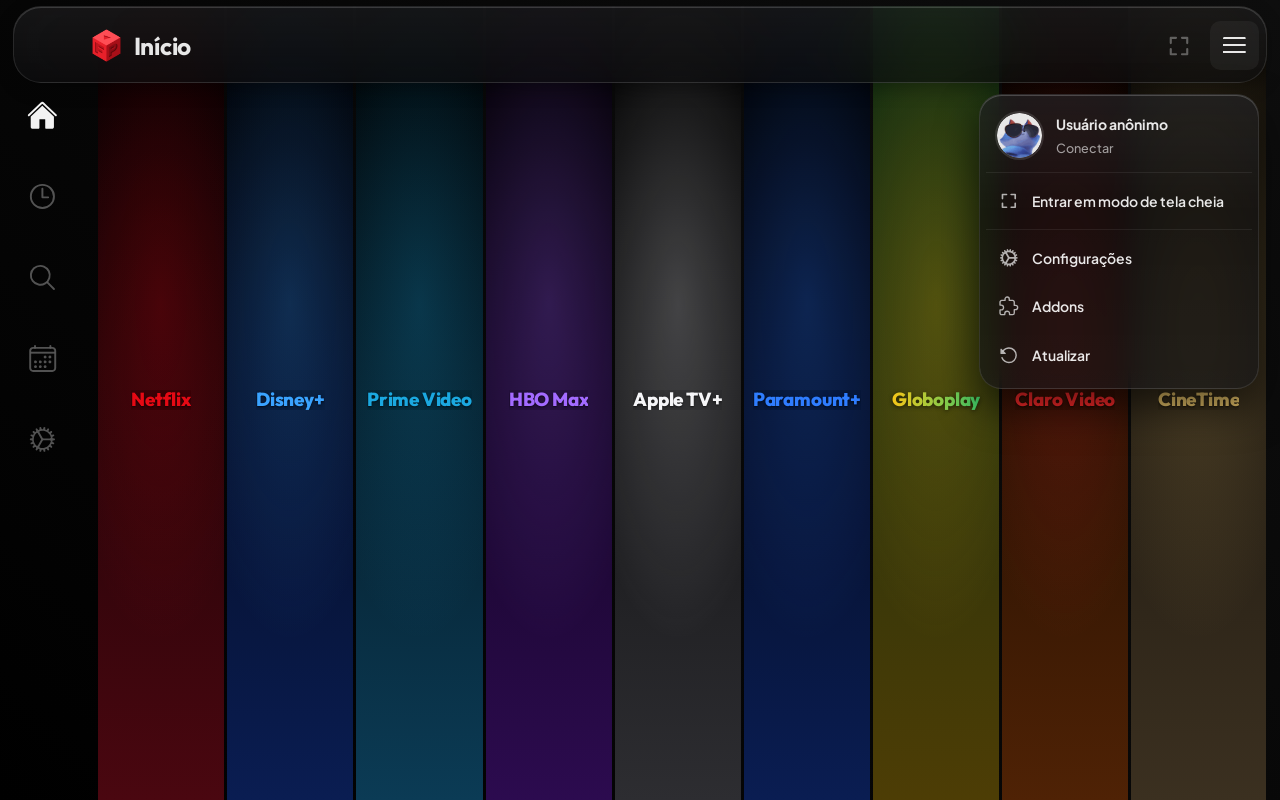 Início
Usuário anônimo
Conectar
Entrar em modo de tela cheia
Configurações
Addons
Atualizar
Netflix
Disney+
Prime Video
HBO Max
Apple TV+
Paramount+
Globoplay
Claro Video
CineTime